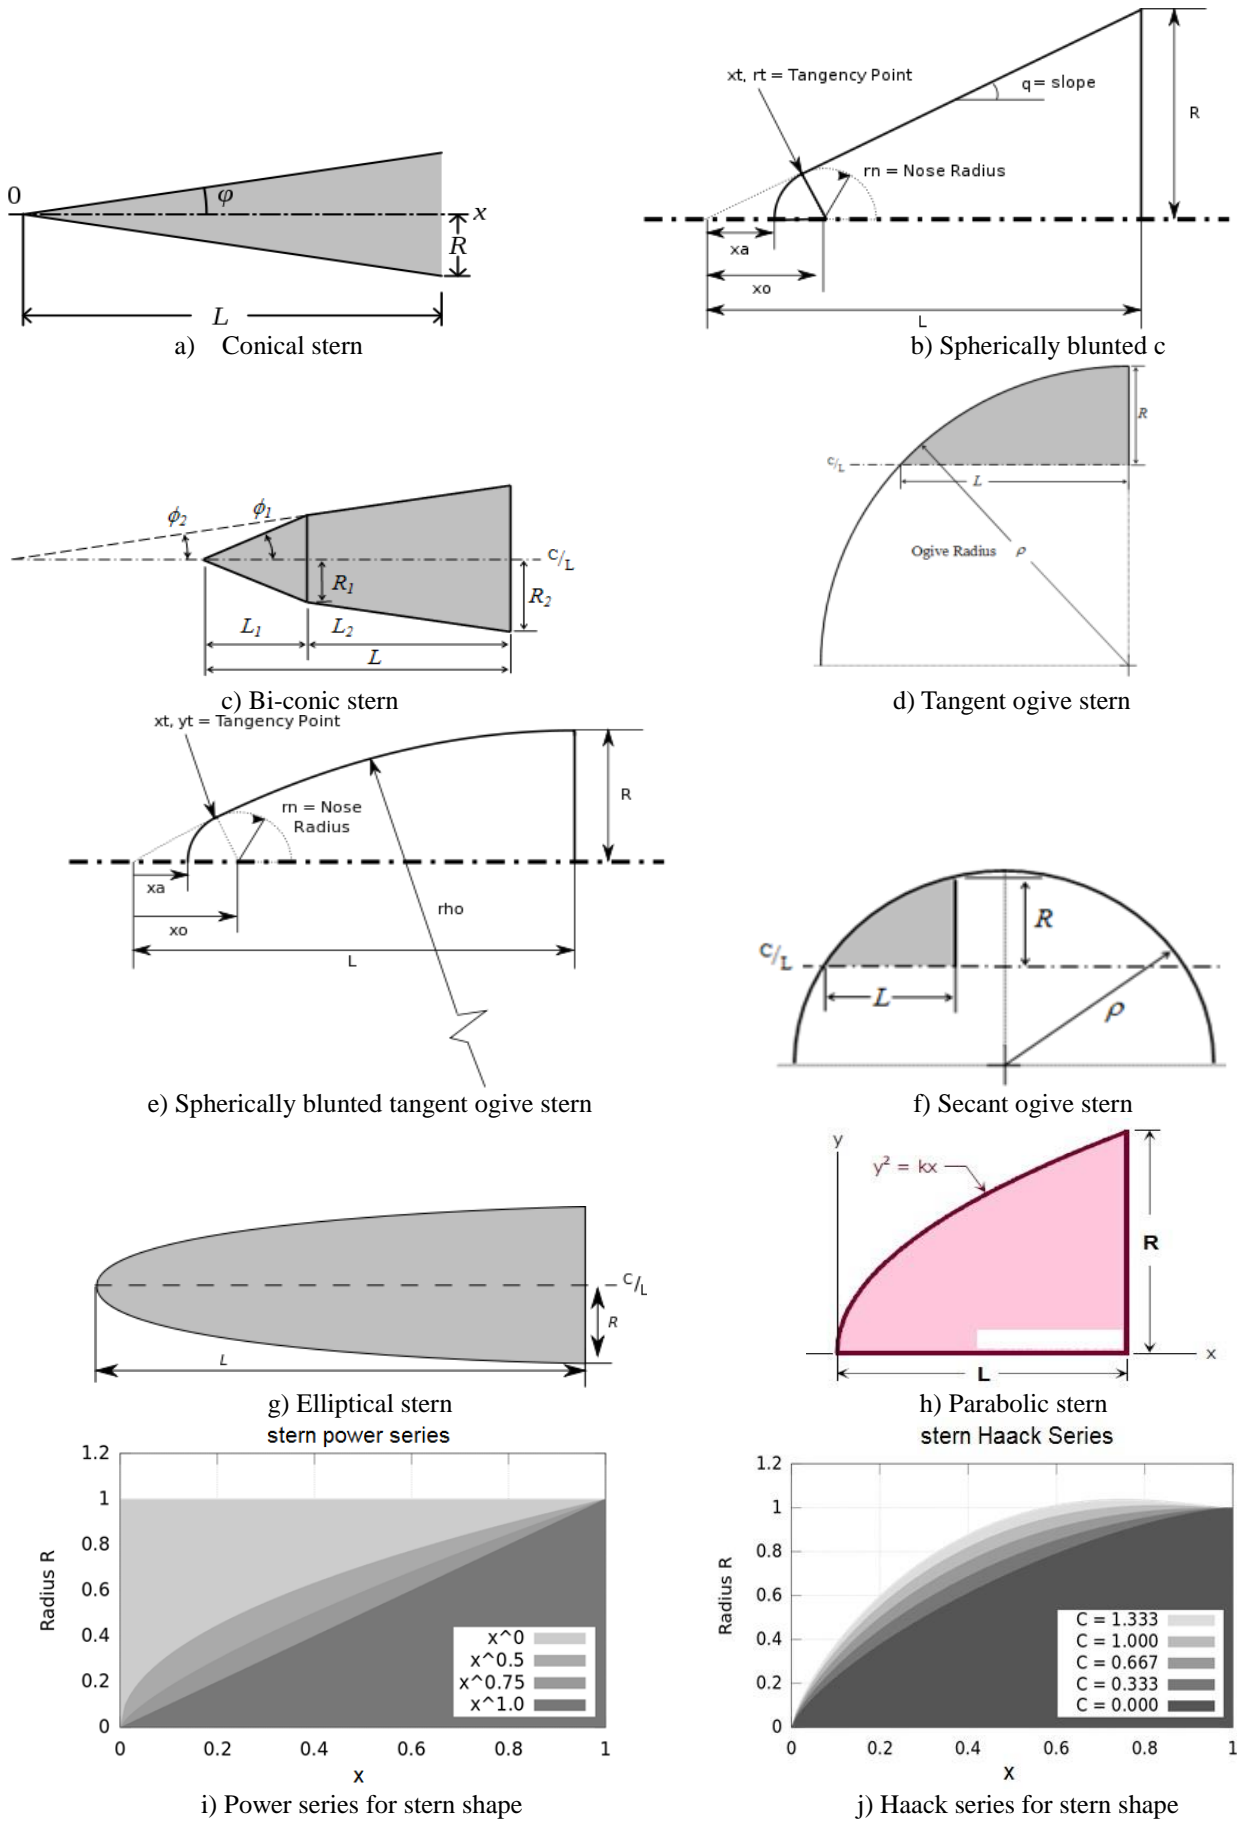 0
φ
x
R
L
a) Conical stern
xt, rt = Tangency Point
q= slope
R
rn = Nose Radius
xa
xo
L
b) Spherically blunted c
ϕ2
ϕ1
C/L
R1
R2
L1
L2
L
c) Bi-conic stern
R
C/L
L
Ogive Radius ρ
d) Tangent ogive stern
xt, yt = Tangency Point
rn = Nose
Radius
R
xa
xo
rho
L
e) Spherically blunted tangent ogive stern
R
C/L
L
ρ
f) Secant ogive stern
C/L
R
L
g) Elliptical stern
y
y² = kx
R
x
L
h) Parabolic stern
stern power series
1.2
1
0.8
0.6
0.4
0.2
0
Radius R
x^0
x^0.5
x^0.75
x^1.0
0 0.2 0.4 0.6 0.8 1
X
i) Power series for stern shape
stern Haack Series
1.2
1
0.8
0.6
0.4
0.2
0
Radius R
C = 1.333
C = 1.000
C = 0.667
C = 0.333
C = 0.000
0 0.2 0.4 0.6 0.8 1
X
j) Haack series for stern shape